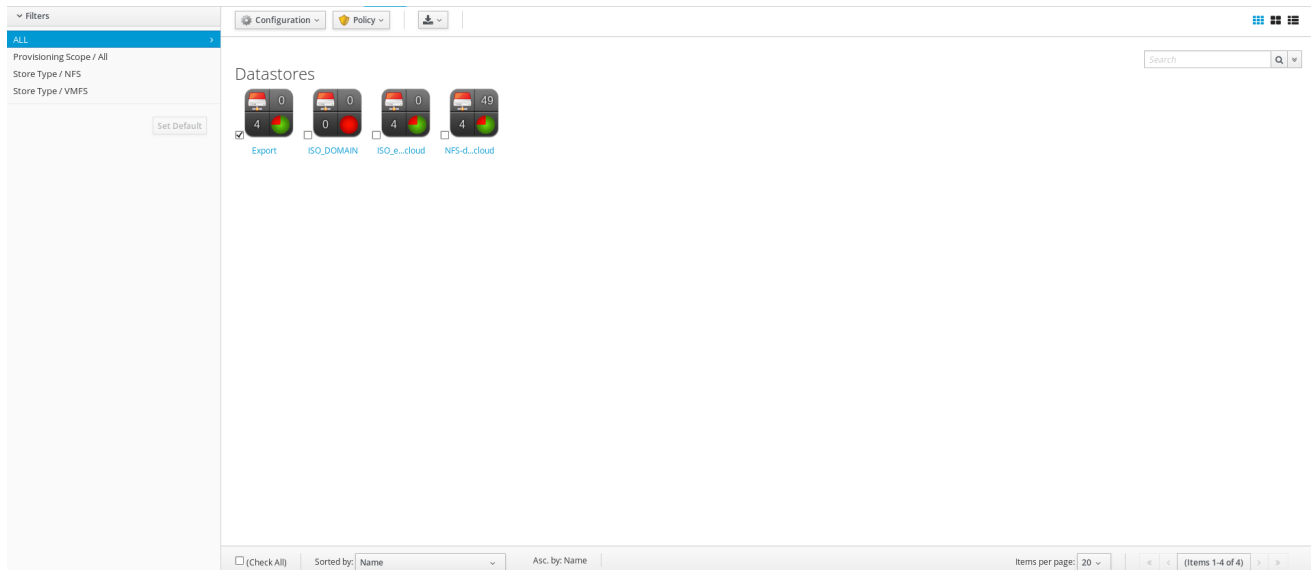 Filters
ALL
Provisioning Scope / All
Store Type / NFS
Store Type / VMFS
Set Default
Configuration
Policy
Search
Datastores
0 0 0 49
4 0 4 4
Export ISO_DOMAIN ISO_e...cloud NFS-d...cloud
(Check All) Sorted by: Name Asc. by: Name Items per page: 20 « < (Items 1-4 of 4) > »